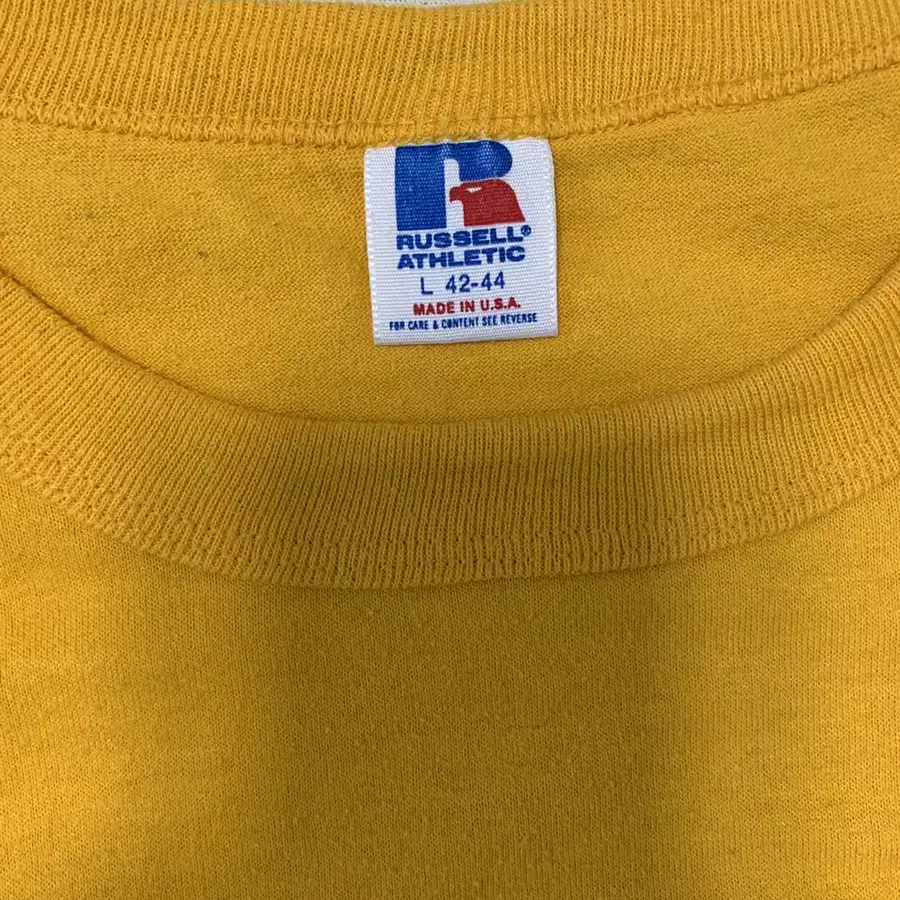 R
RUSSELL®
ATHLETIC
L 42-44
MADE IN U.S.A.
FOR CARE & CONTENT SEE REVERSE